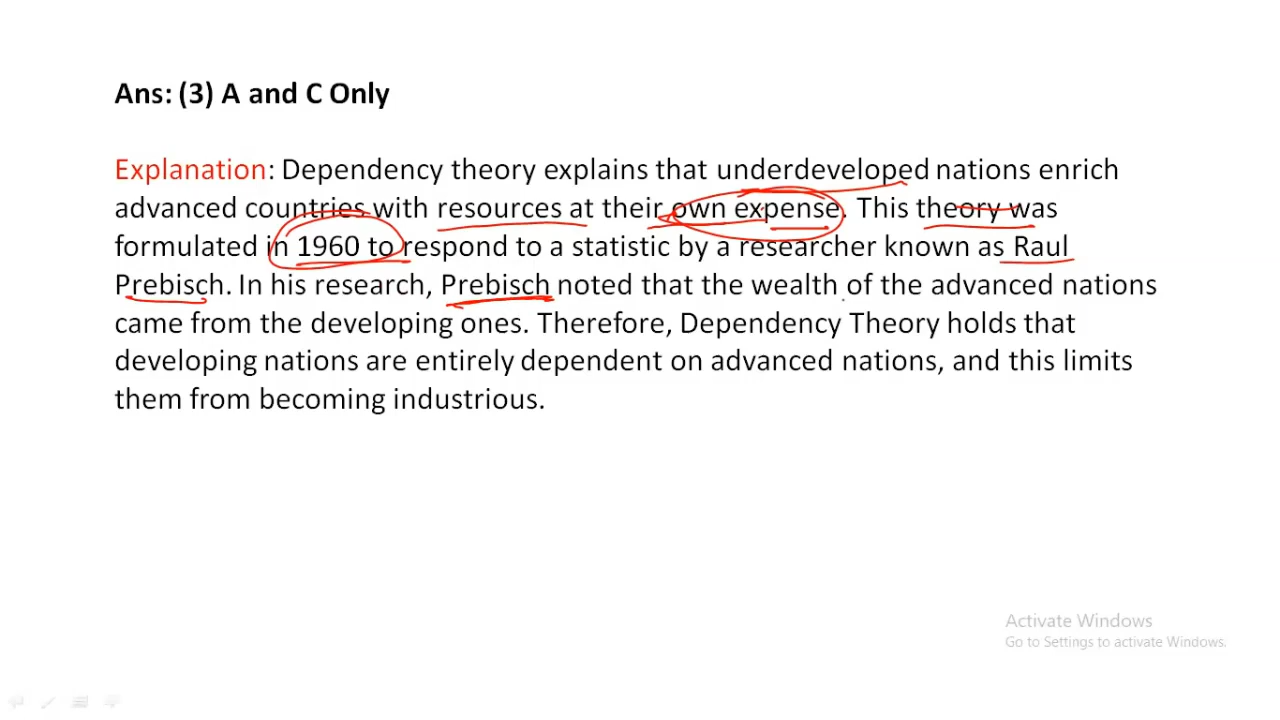 Ans: (3) A and C Only
Explanation: Dependency theory explains that underdeveloped nations enrich
advanced countries with resources at their own expense. This theory was
formulated in 1960 to respond to a statistic by a researcher known as Raul
Prebisch. In his research, Prebisch noted that the wealth of the advanced nations
came from the developing ones. Therefore, Dependency Theory holds that
developing nations are entirely dependent on advanced nations, and this limits
them from becoming industrious.
Activate Windows
Go to Settings to activate Windows.